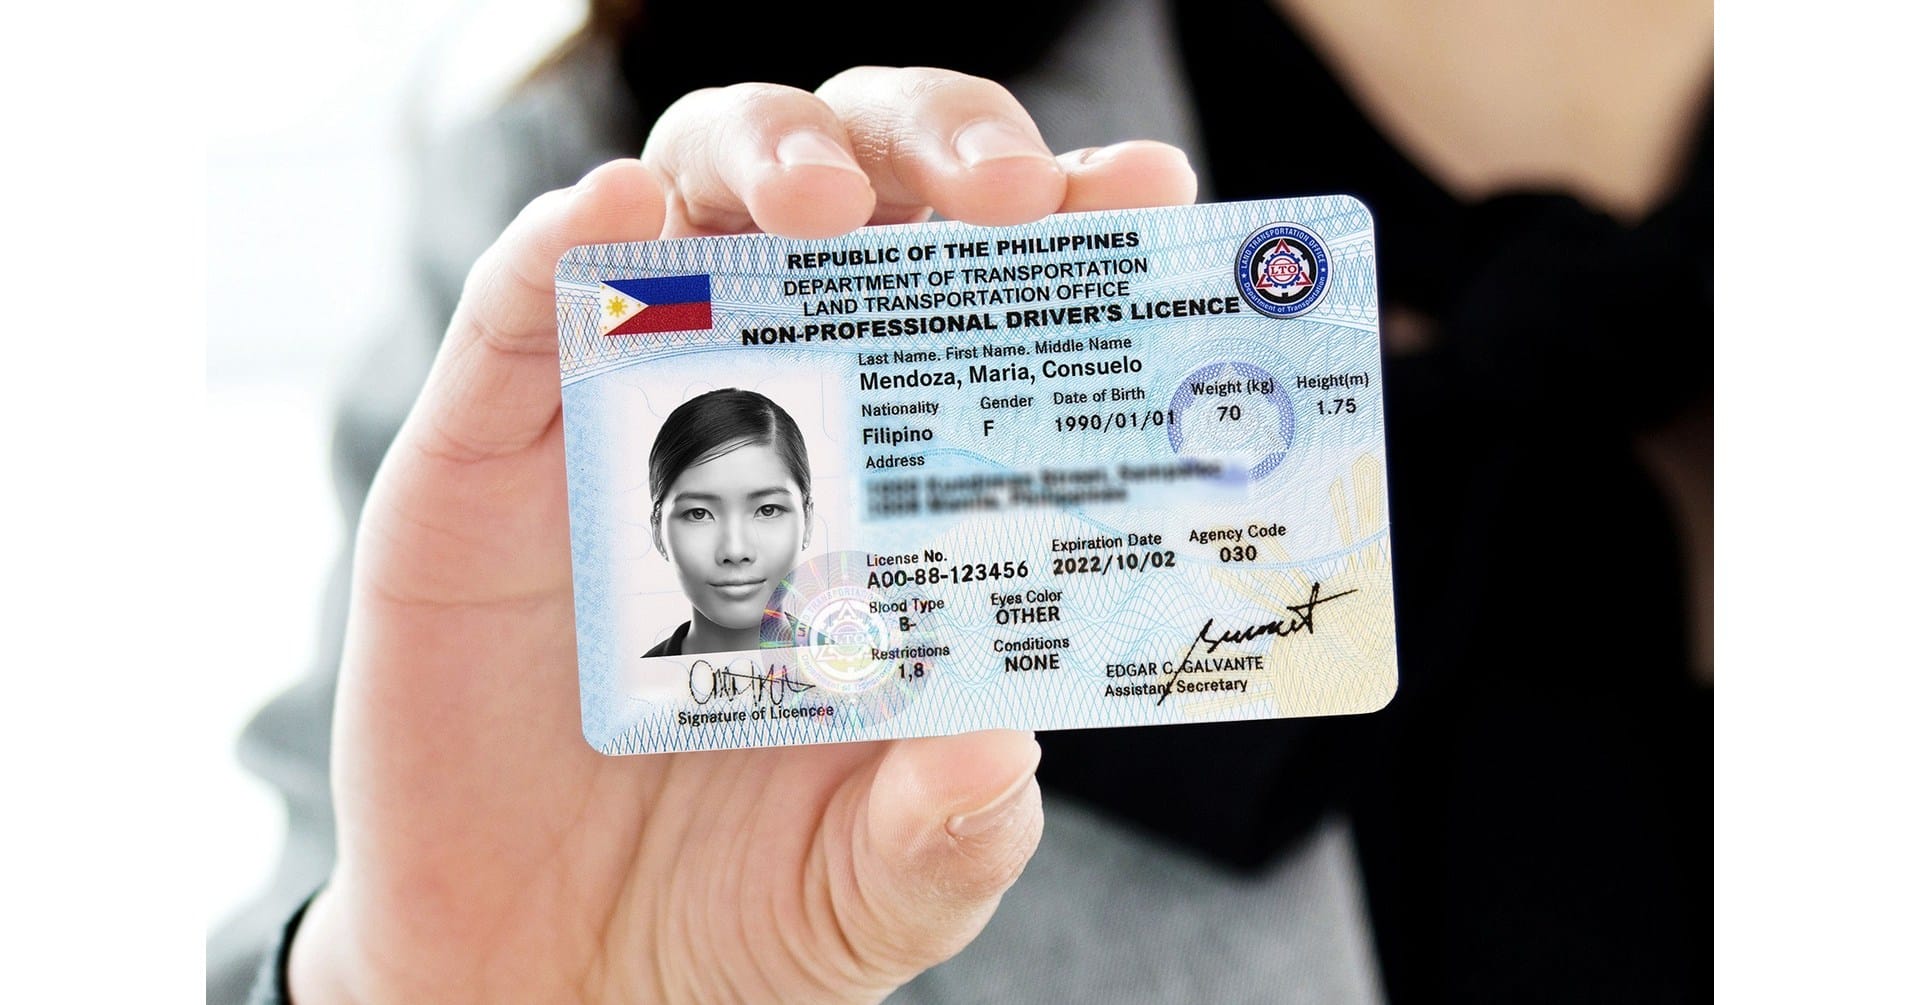 REPUBLIC OF THE PHILIPPINES
DEPARTMENT OF TRANSPORTATION
LAND TRANSPORTATION OFFICE
NON-PROFESSIONAL DRIVER'S LICENCE
LAND TRANSPORTATION OFFICE
LTO
Department of Transportation
Last Name. First Name. Middle Name
Mendoza, Maria, Consuelo
Nationality Gender Date of Birth Weight (kg) Height(m)
Filipino F 1990/01/01 70 1.75
Address
License No. Expiration Date Agency Code
A00-88-123456 2022/10/02 030
Blood Type Eyes Color
B- OTHER
Restrictions Conditions
1,8 NONE
EDGAR C. GALVANTE
Assistant Secretary
Signature of Licencee
LTO